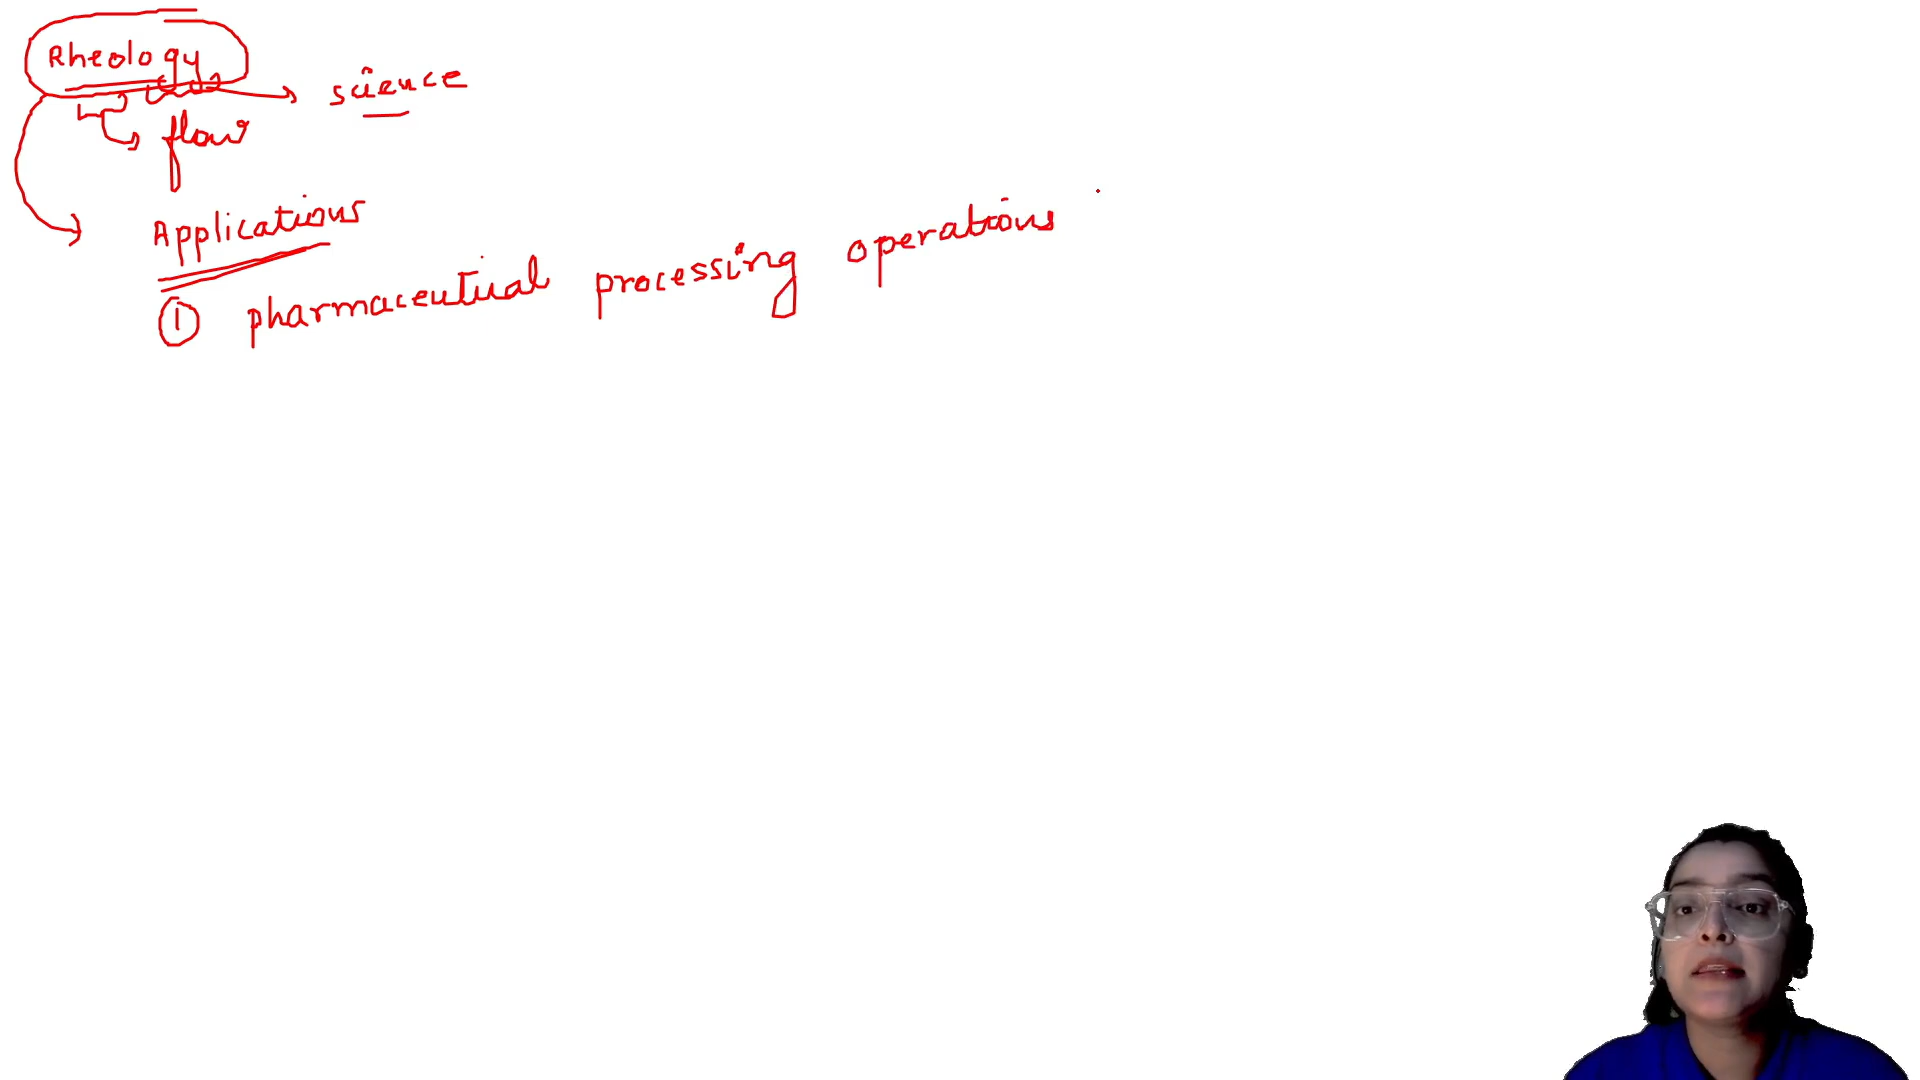 Rheology
science
flow
Applications
① pharmaceutical processing operations